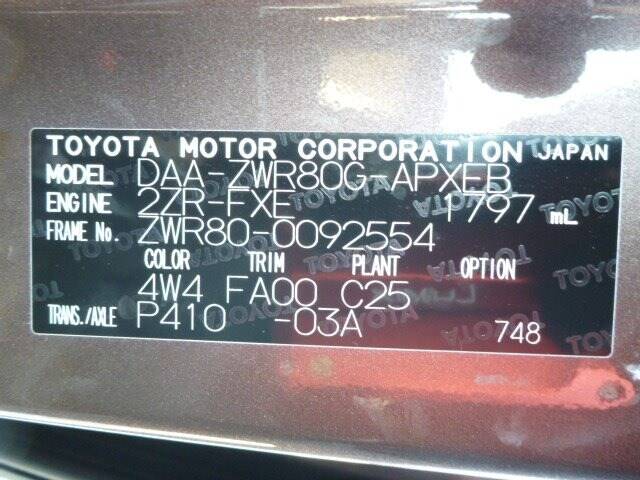 TOYOTA MOTOR CORPORATION JAPAN
MODEL DAA-ZWR80G-APXEB
ENGINE 2ZR-FXE 1797 mL
FRAME No. ZWR80-0092554
COLOR TRIM PLANT OPTION
4W4 FA00 C25
TRANS./AXLE P410 -03A 748